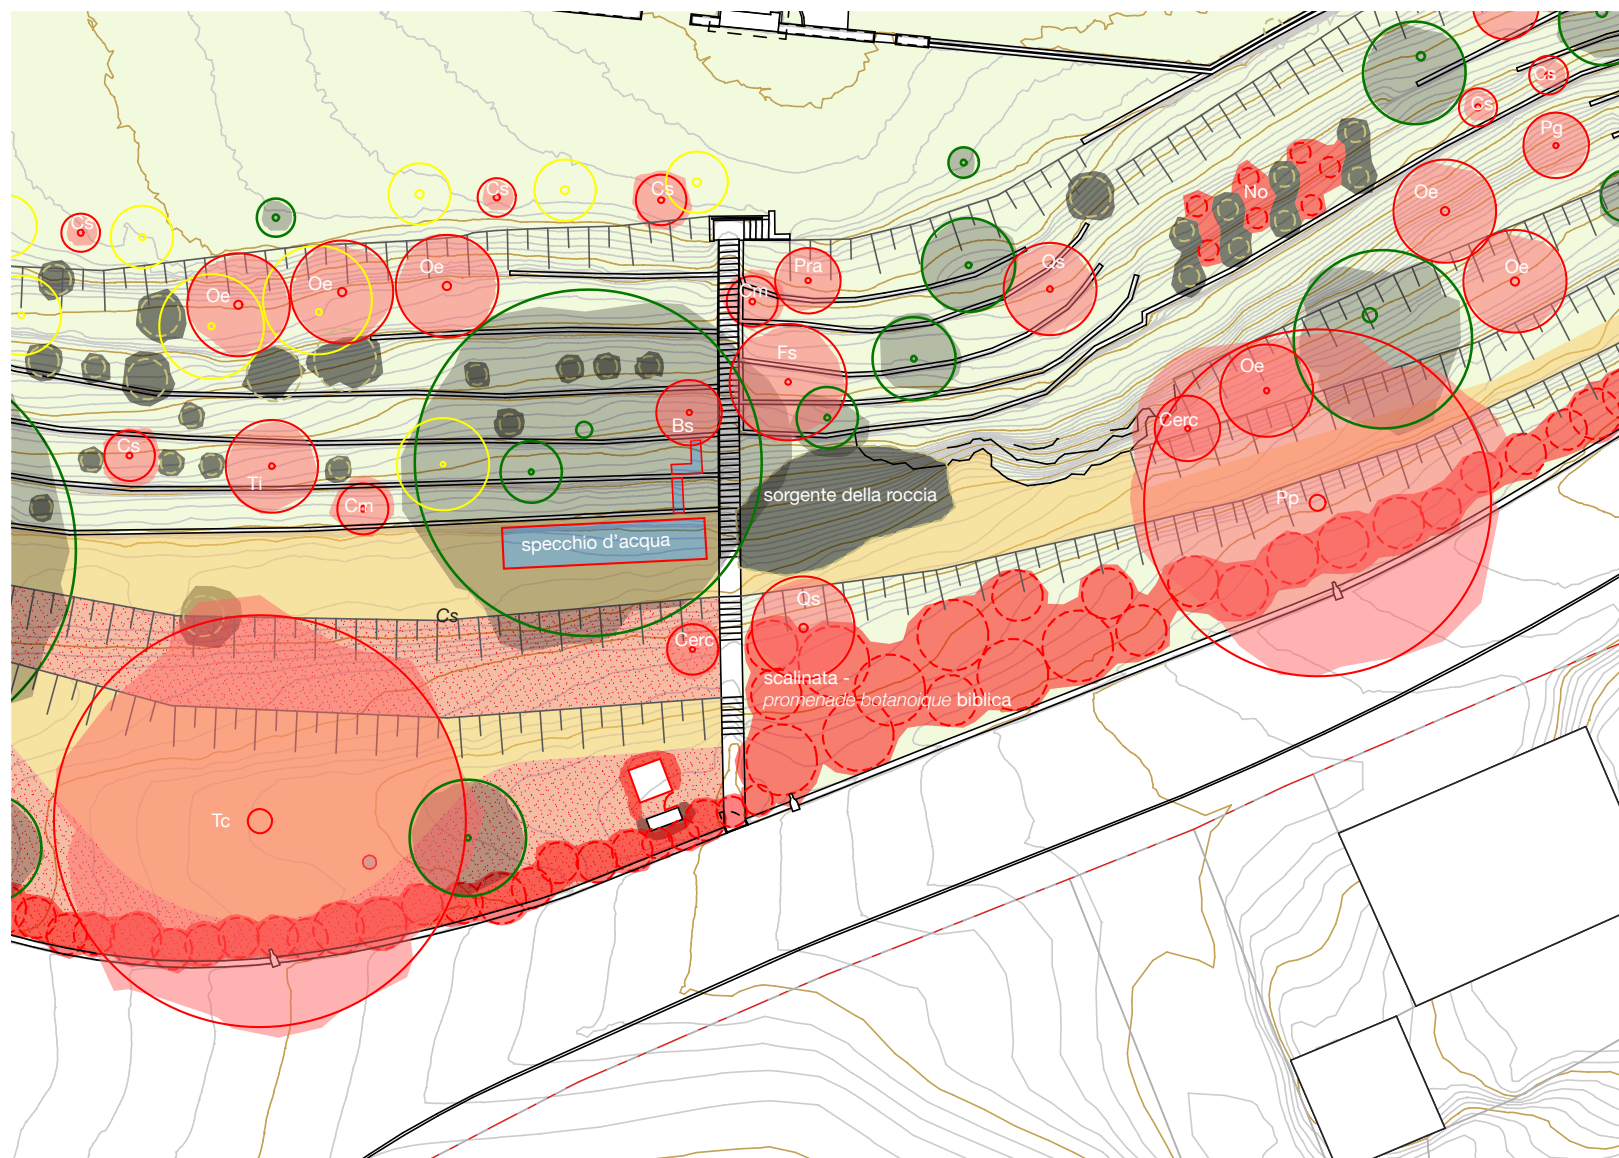 Cs
Cs
Pg
Cs
Cs
Cs
No
Oe
Oe
Oe
Oe
Pra
Qs
Oe
Cm
Fs
Oe
Cs
Bs
Cerc
Ti
Cm
sorgente della roccia
Pp
specchio d'acqua
Cs
Qs
Cerc
scalinata -
promenade botanoique biblica
Tc